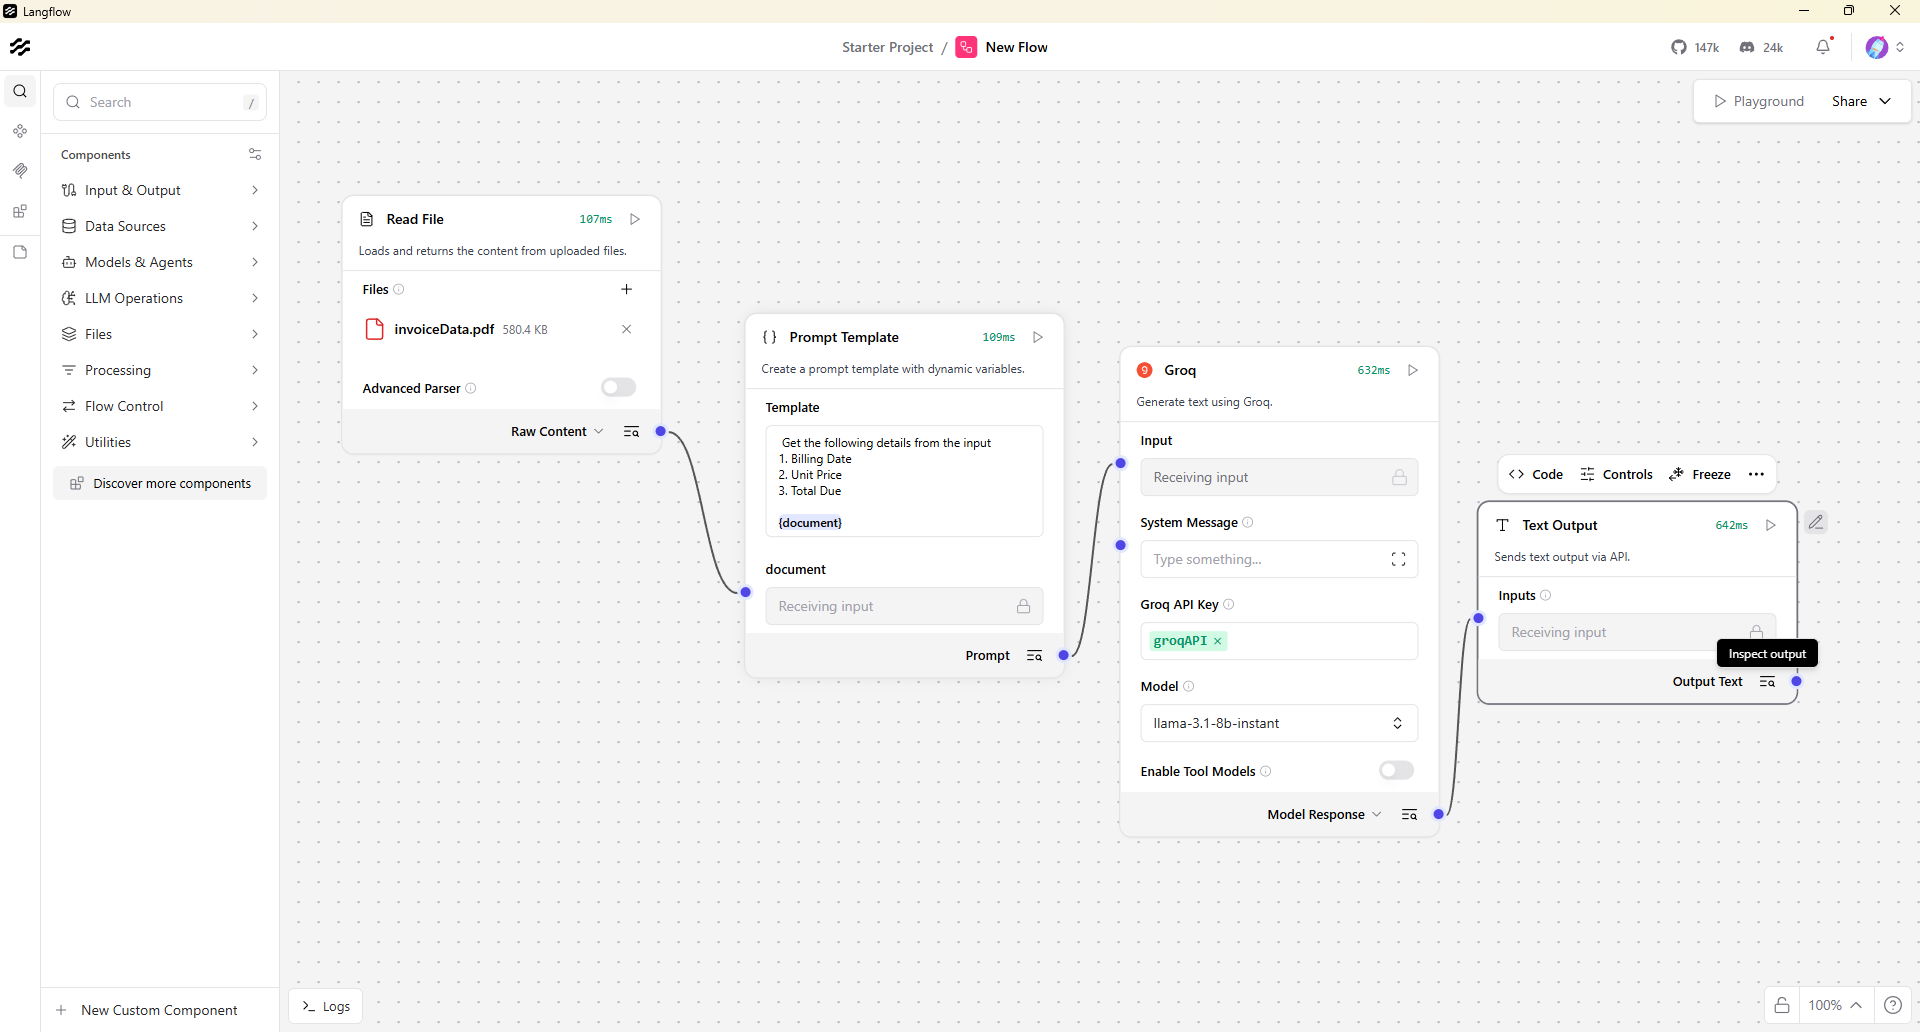 Langflow
Starter Project / New Flow
147k
24k
Search /
Components
Input & Output
Data Sources
Models & Agents
LLM Operations
Files
Processing
Flow Control
Utilities
Discover more components
New Custom Component
Playground
Share
Read File 107ms
Loads and returns the content from uploaded files.
Files
invoiceData.pdf 580.4 KB
Advanced Parser
Raw Content
{} Prompt Template 109ms
Create a prompt template with dynamic variables.
Template
Get the following details from the input
1. Billing Date
2. Unit Price
3. Total Due
{document}
document
Receiving input
Prompt
Groq 632ms
Generate text using Groq.
Input
Receiving input
System Message
Type something...
Groq API Key
groqAPI ×
Model
llama-3.1-8b-instant
Enable Tool Models
Model Response
Code Controls Freeze
Text Output 642ms
Sends text output via API.
Inputs
Receiving input
Inspect output
Output Text
Logs
100%